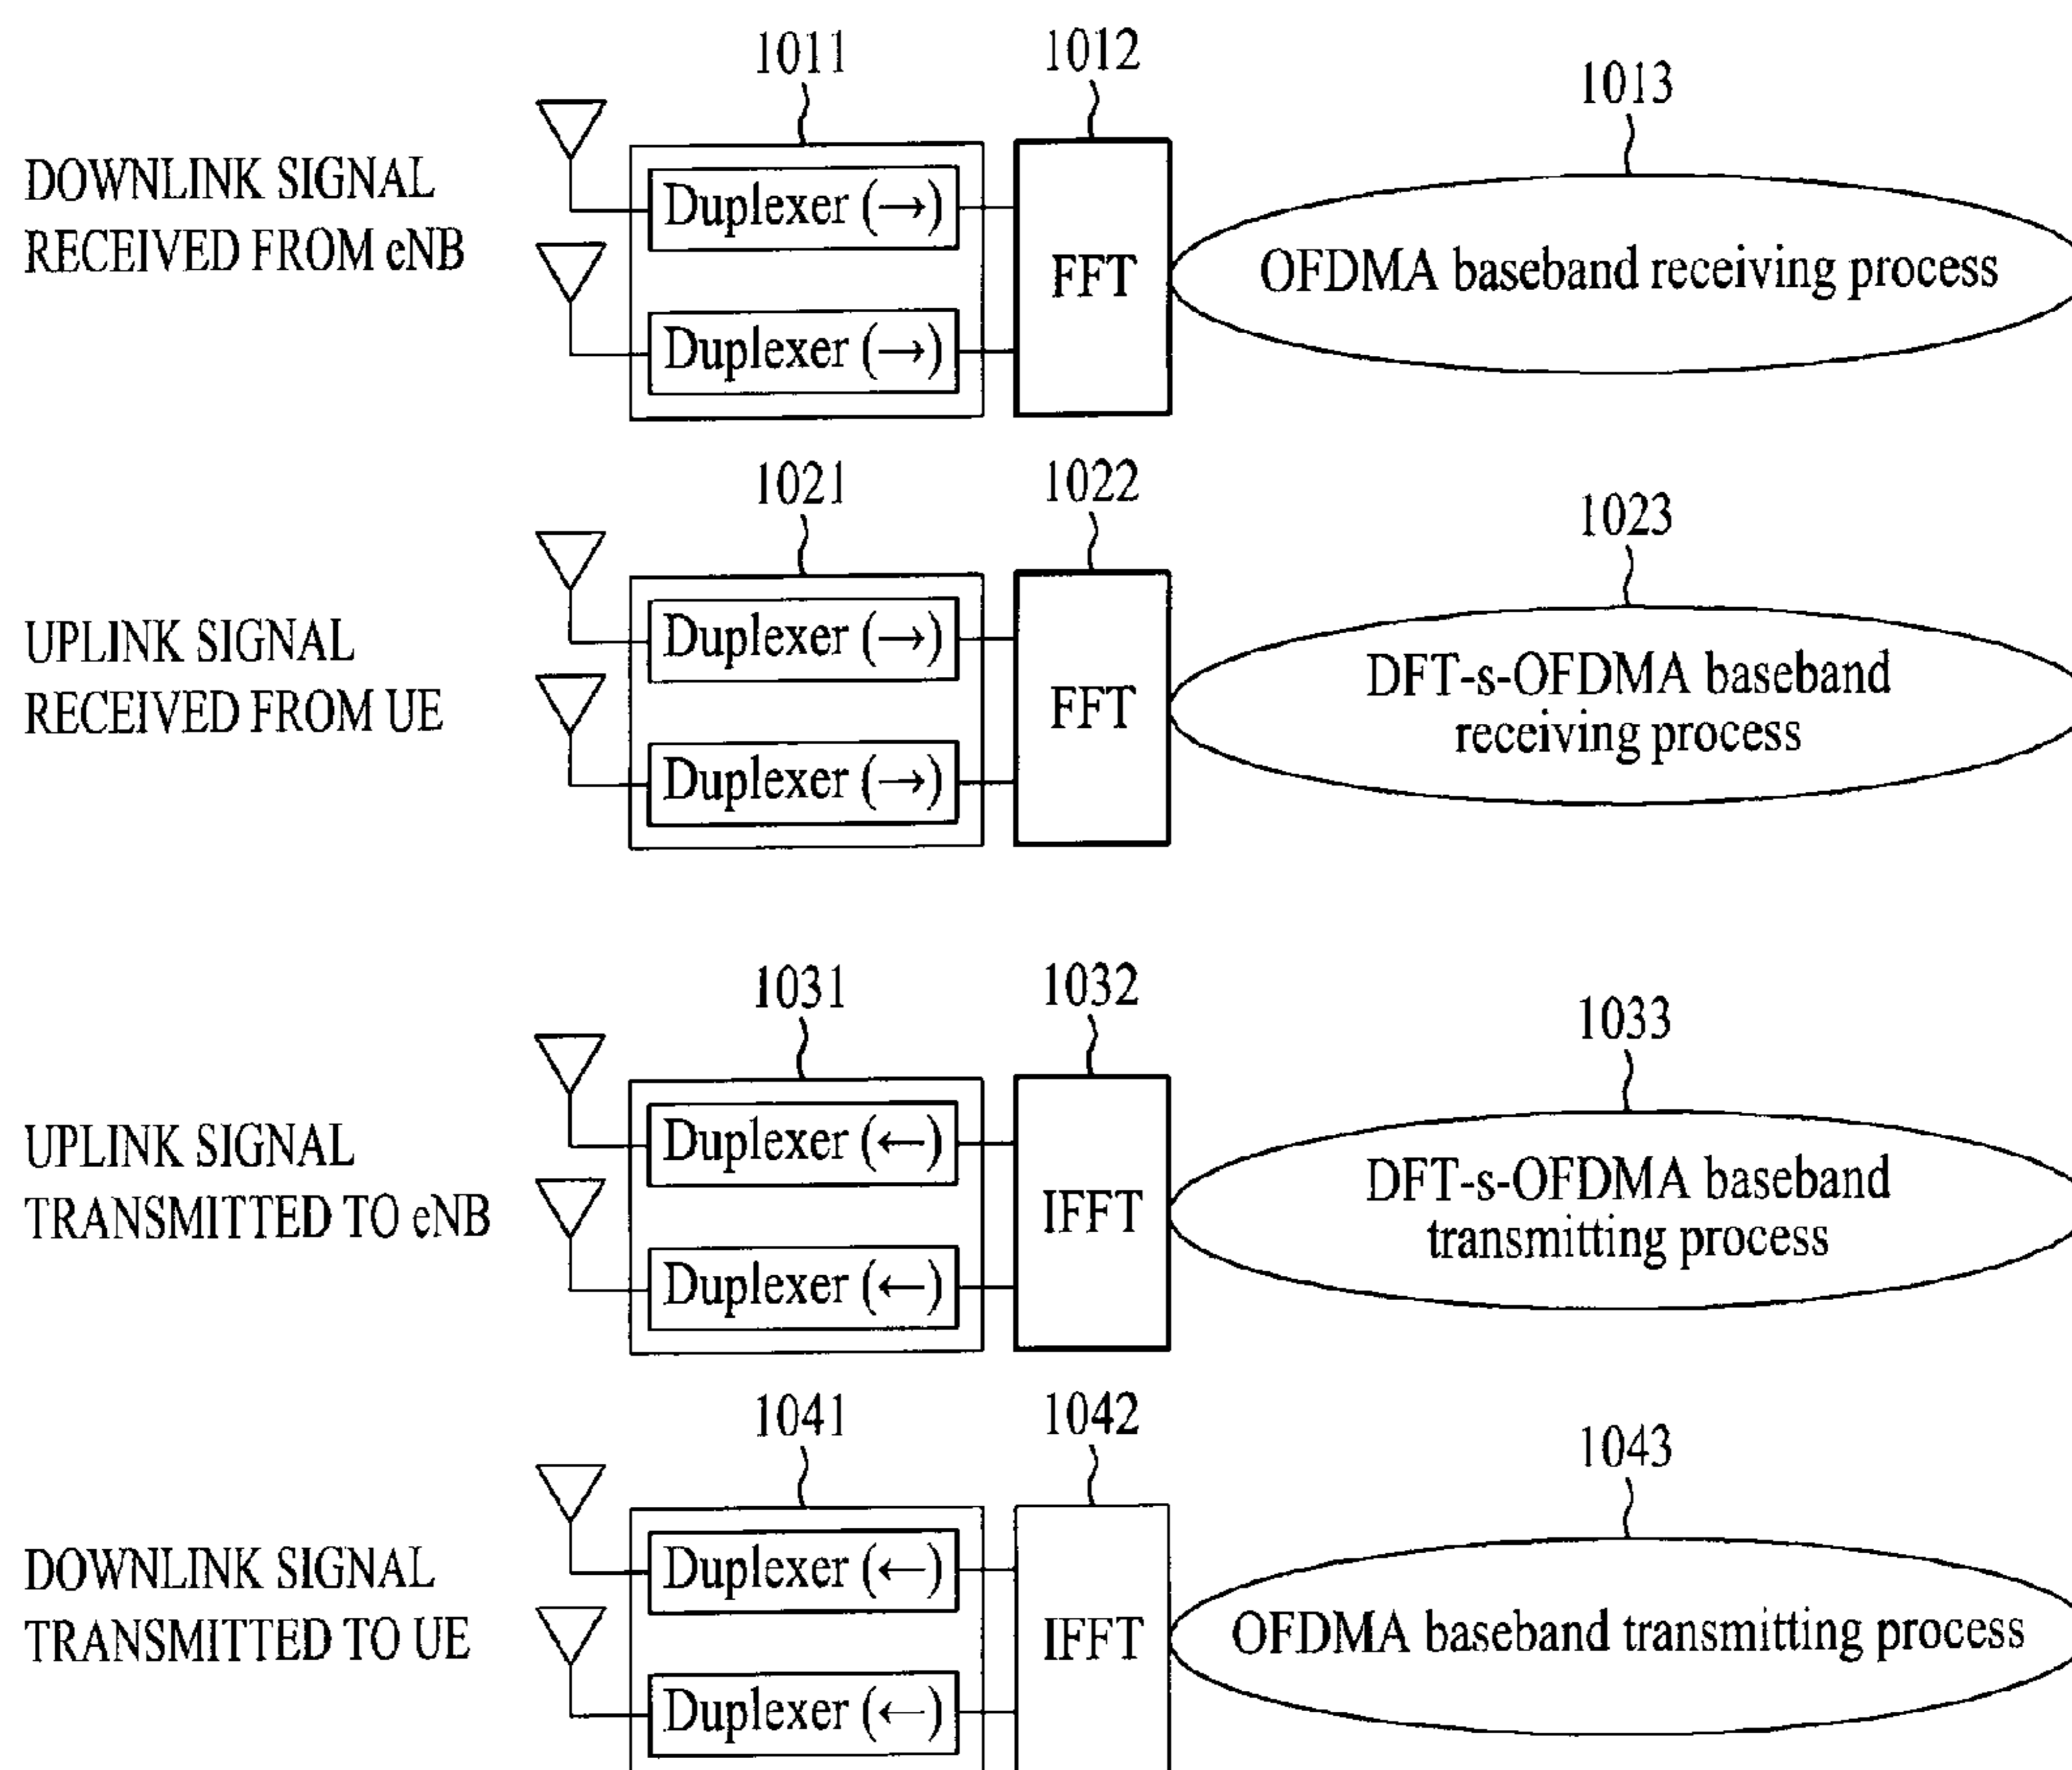 1011
1012
1013
DOWNLINK SIGNAL
RECEIVED FROM eNB
Duplexer (→)
Duplexer (→)
FFT
OFDMA baseband receiving process
1021
1022
1023
UPLINK SIGNAL
RECEIVED FROM UE
Duplexer (→)
Duplexer (→)
FFT
DFT-s-OFDMA baseband
receiving process
1031
1032
1033
UPLINK SIGNAL
TRANSMITTED TO eNB
Duplexer (←)
Duplexer (←)
IFFT
DFT-s-OFDMA baseband
transmitting process
1041
1042
1043
DOWNLINK SIGNAL
TRANSMITTED TO UE
Duplexer (←)
Duplexer (←)
IFFT
OFDMA baseband transmitting process